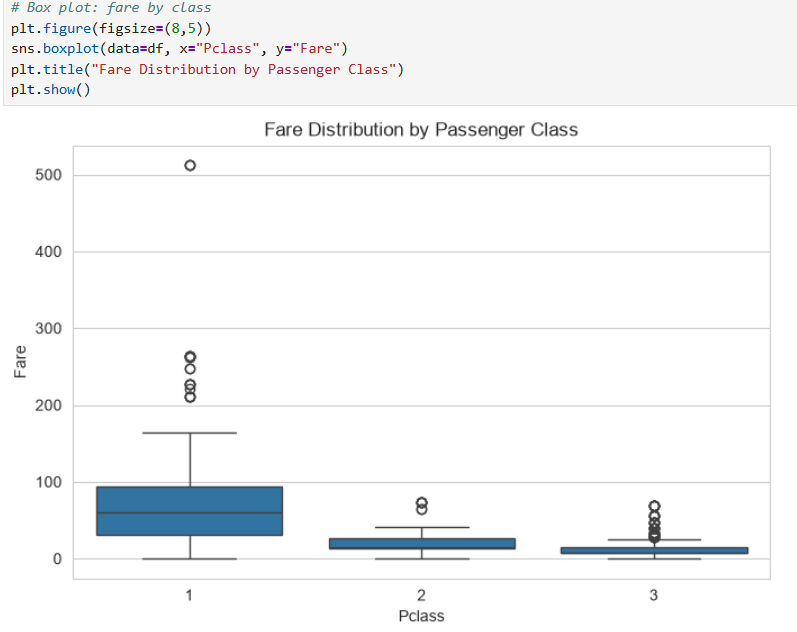 # Box plot: fare by class
plt.figure(figsize=(8,5))
sns.boxplot(data=df, x="Pclass", y="Fare")
plt.title("Fare Distribution by Passenger Class")
plt.show()
Fare Distribution by Passenger Class
500
400
300
200
100
0
Fare
1 2 3
Pclass